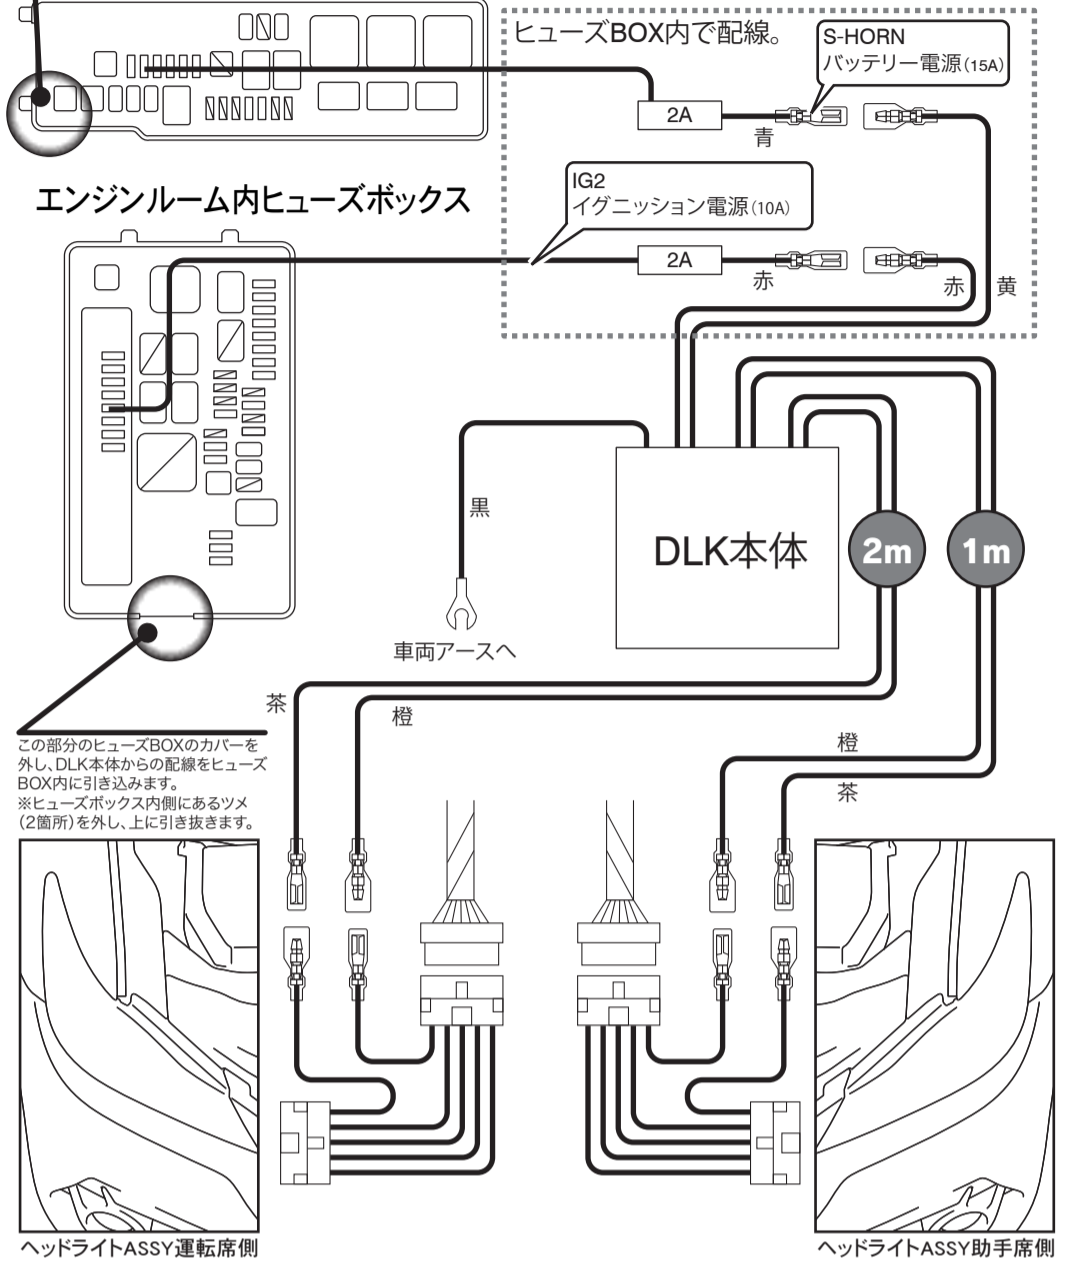 ヒューズBOX内で配線。
S-HORN
バッテリー電源(15A)
2A
青
エンジンルーム内ヒューズボックス
IG2
イグニッション電源(10A)
2A
赤
赤
黄
黒
DLK本体
2m
1m
車両アースへ
茶
橙
橙
茶
この部分のヒューズBOXのカバーを
外し、DLK本体からの配線をヒューズ
BOX内に引き込みます。
※ヒューズボックス内側にあるツメ
(2箇所)を外し、上に引き抜きます。
ヘッドライトASSY運転席側
ヘッドライトASSY助手席側